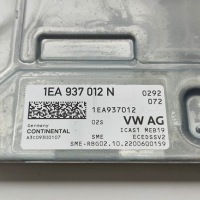 1EA 937 012 N
0292
072
1EA937012
02S
VW AG
Germany
CONTINENTAL
ICAS1 MEB19
A3C09300107
SME
ECEDSSV2
SME-RBG02.10.2200600159